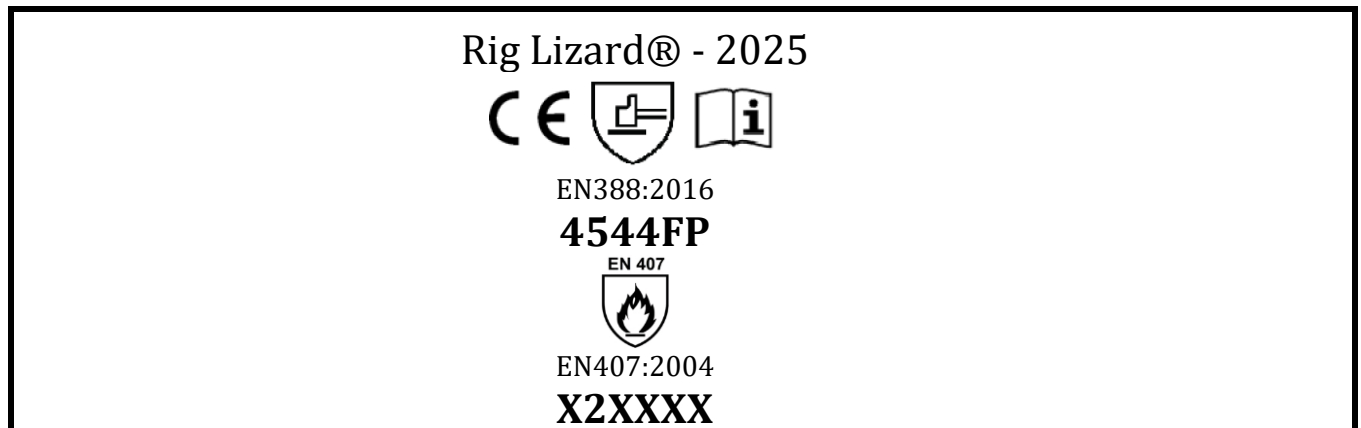 Rig Lizard® - 2025
CE i
EN388:2016
4544FP
EN 407
EN407:2004
X2XXXX